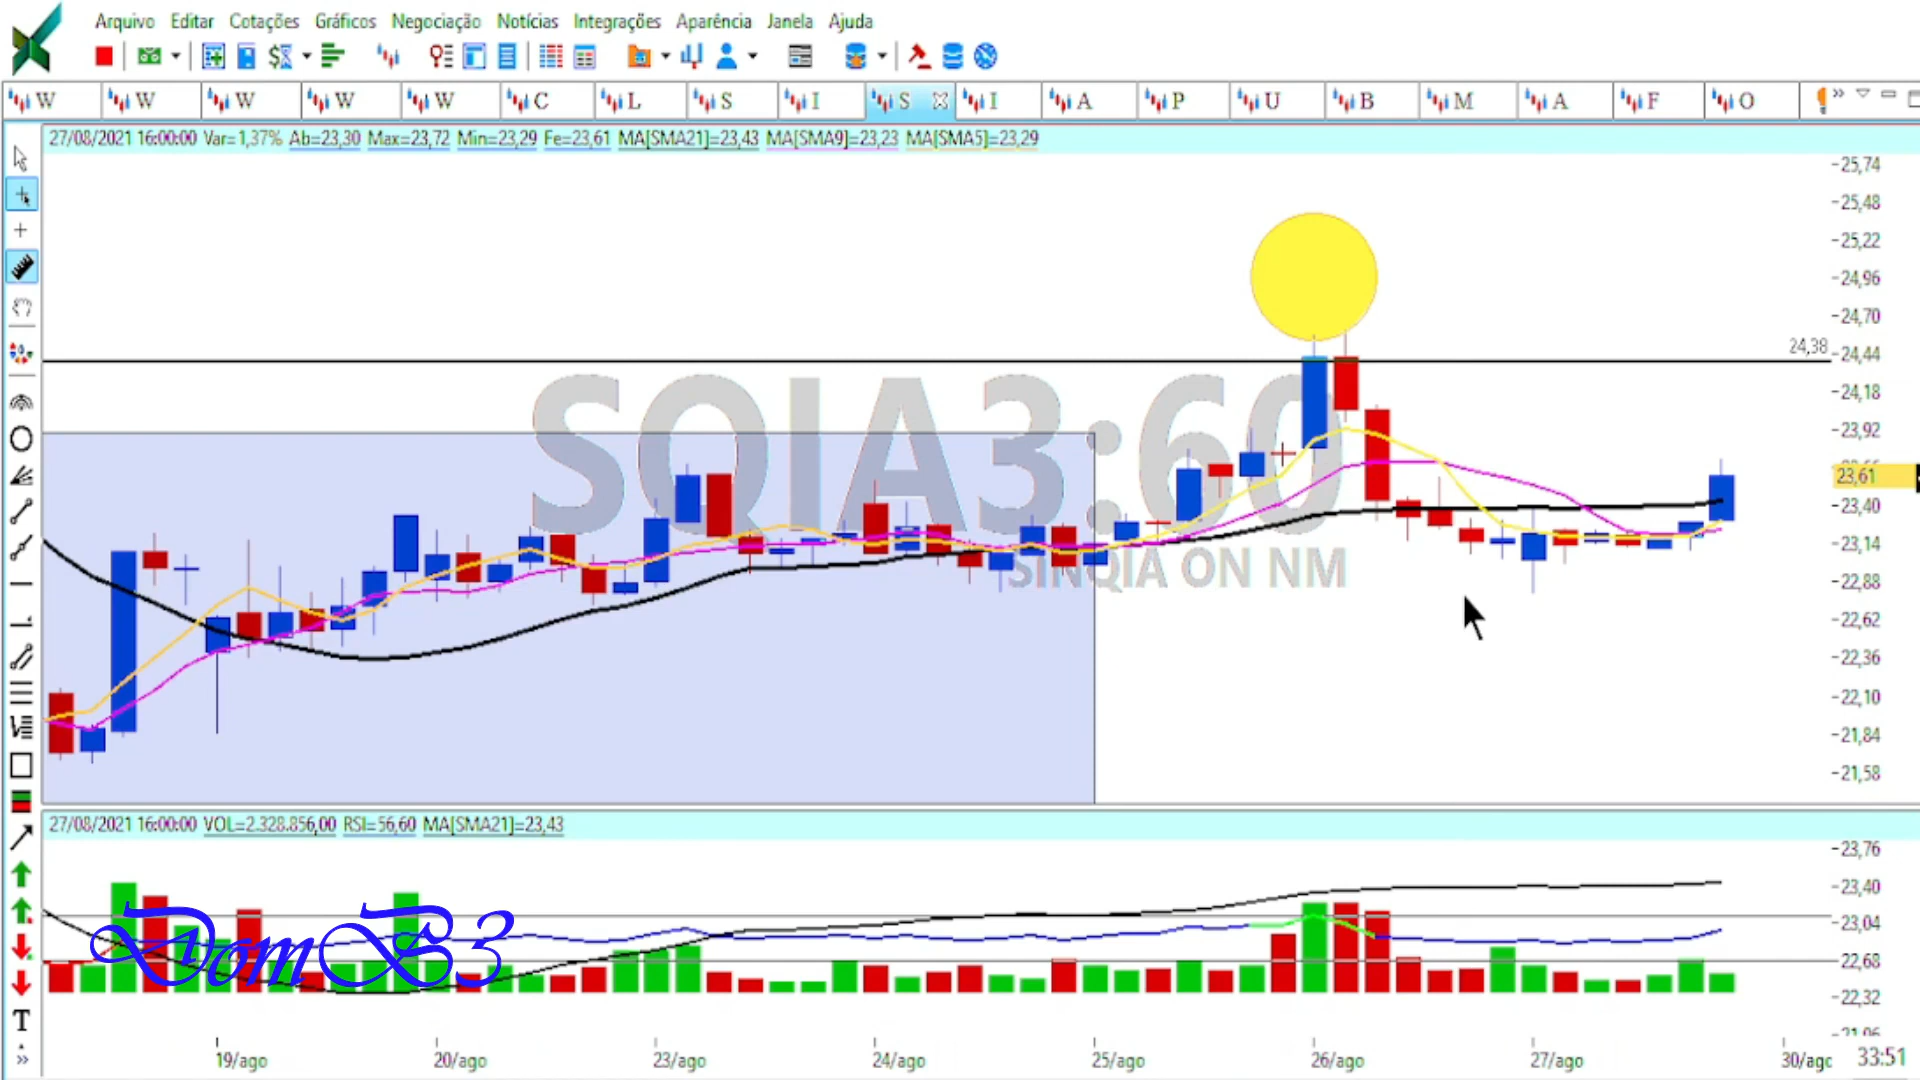 Arquivo Editar Cotações Gráficos Negociação Notícias Integrações Aparência Janela Ajuda
W W W W W C L S I S I A P U B M A F O
27/08/2021 16:00:00 Var=1,37% Ab=23,30 Max=23,72 Min=23,29 Fe=23,61 MA[SMA21]=23,43 MA[SMA9]=23,23 MA[SMA5]=23,29
25,74
25,48
25,22
24,96
24,70
24,38
24,44
24,18
23,92
23,61
23,40
23,14
22,88
22,62
22,36
22,10
21,84
21,58
SQIA3:60
SINQIA ON NM
27/08/2021 16:00:00 VOL=2.328.856,00 RSI=56,60 MA[SMA21]=23,43
23,76
23,40
23,04
22,68
22,32
DomB3
T
19/ago 20/ago 23/ago 24/ago 25/ago 26/ago 27/ago 30/ago 33:51